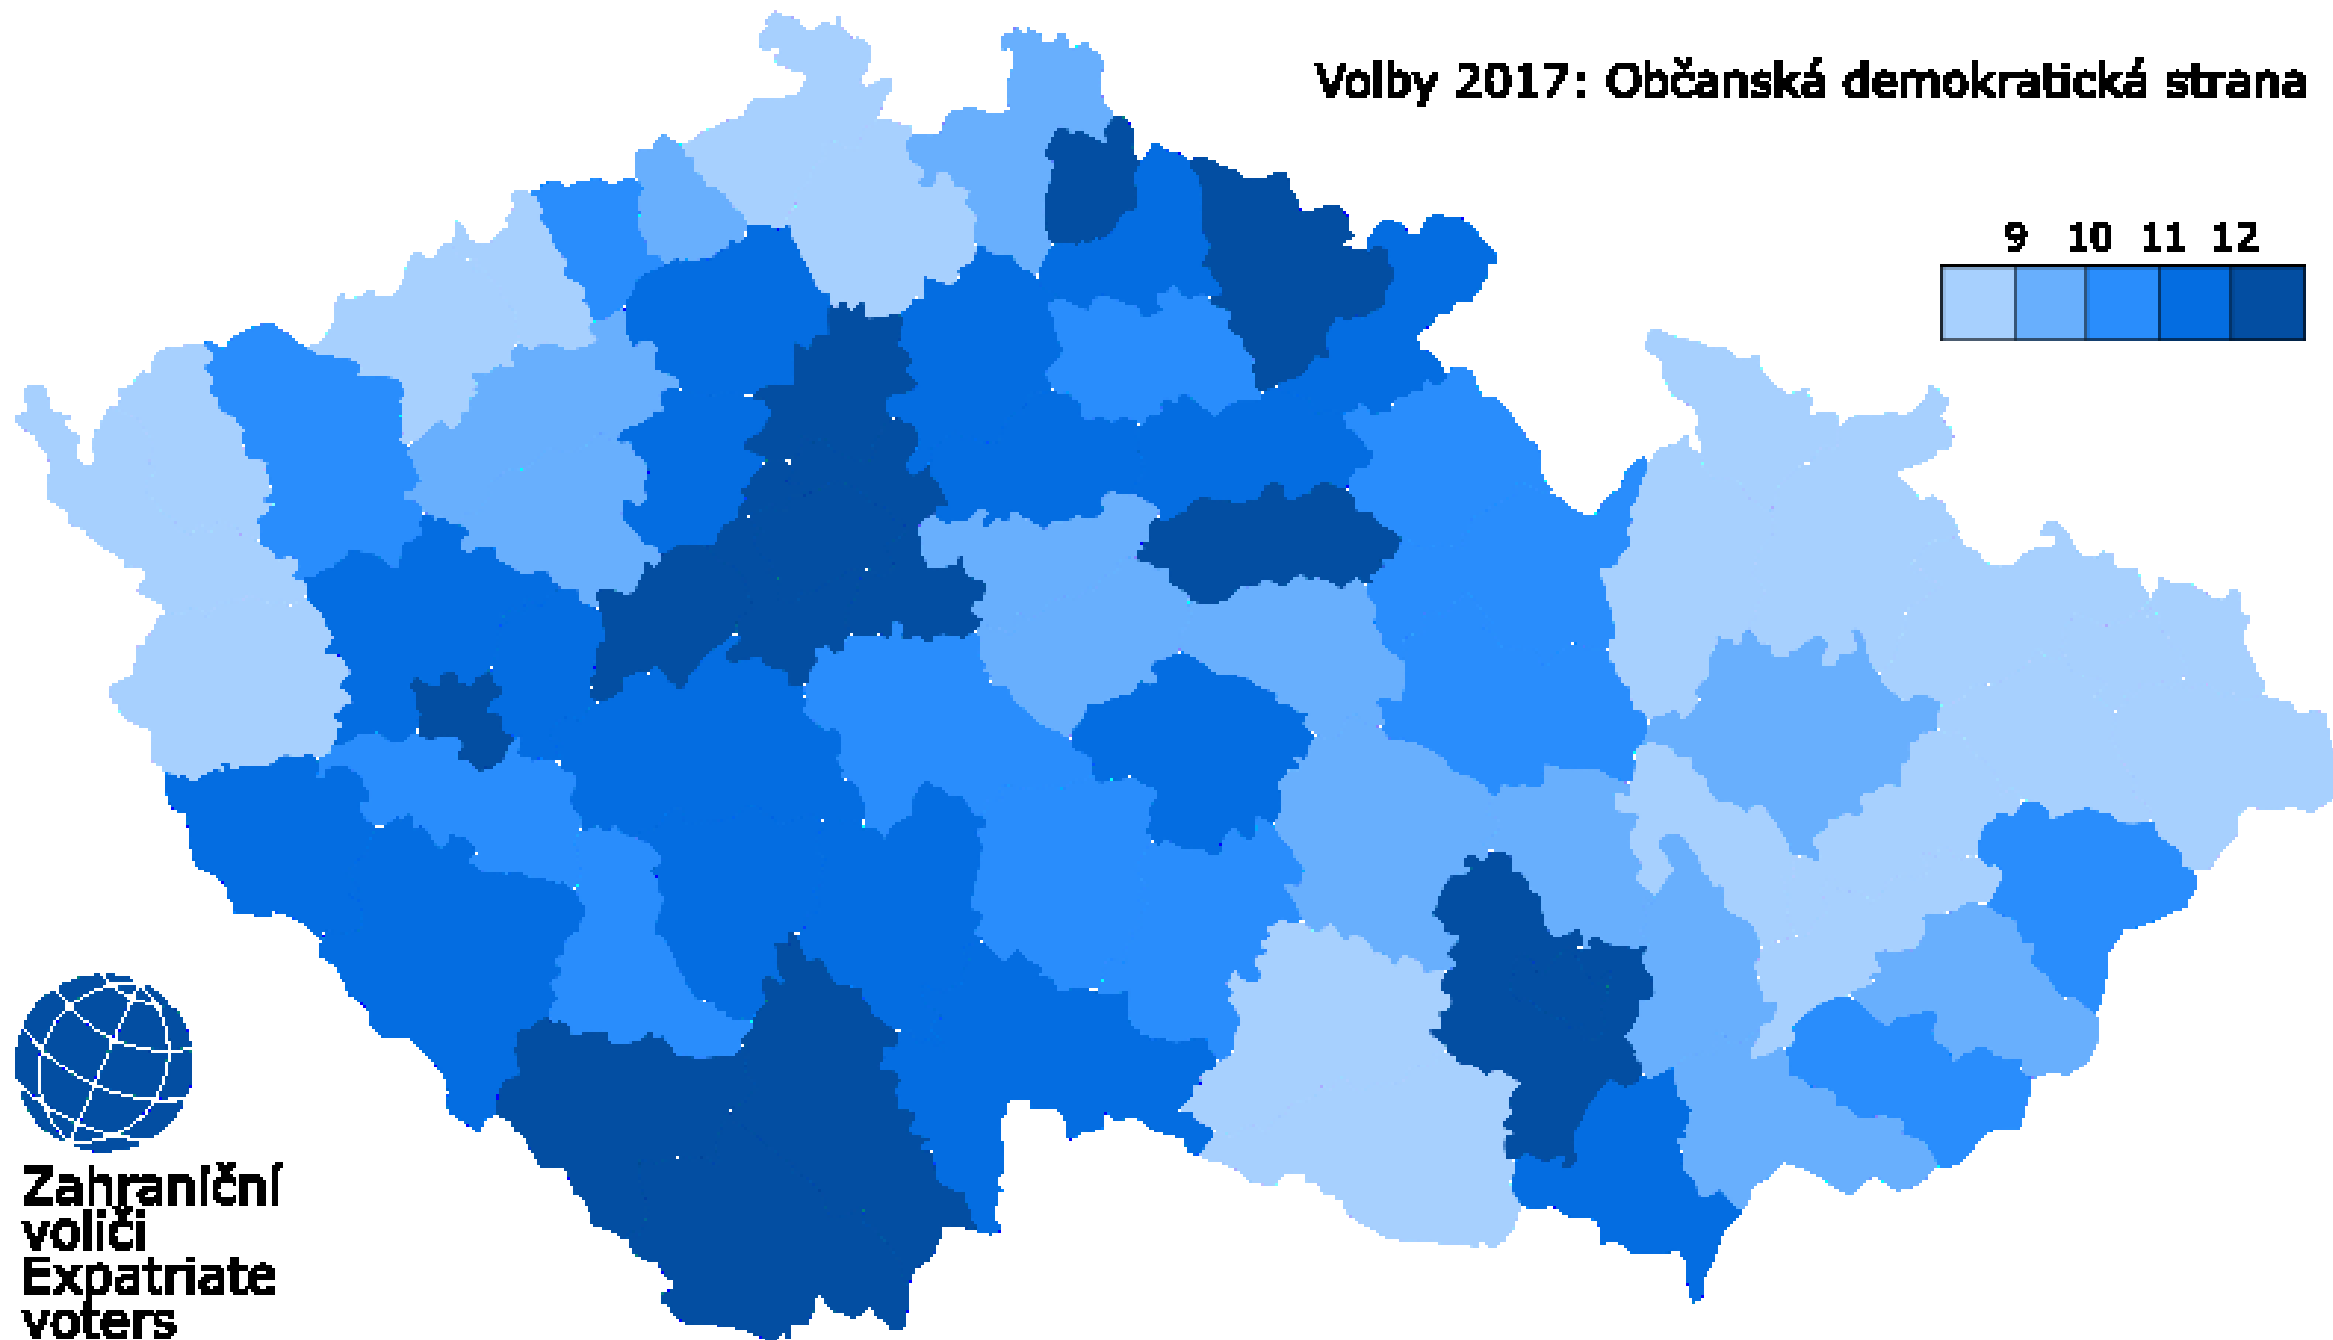 Volby 2017: Občanská demokratická strana
9 10 11 12
Zahraniční
voliči
Expatriate
voters